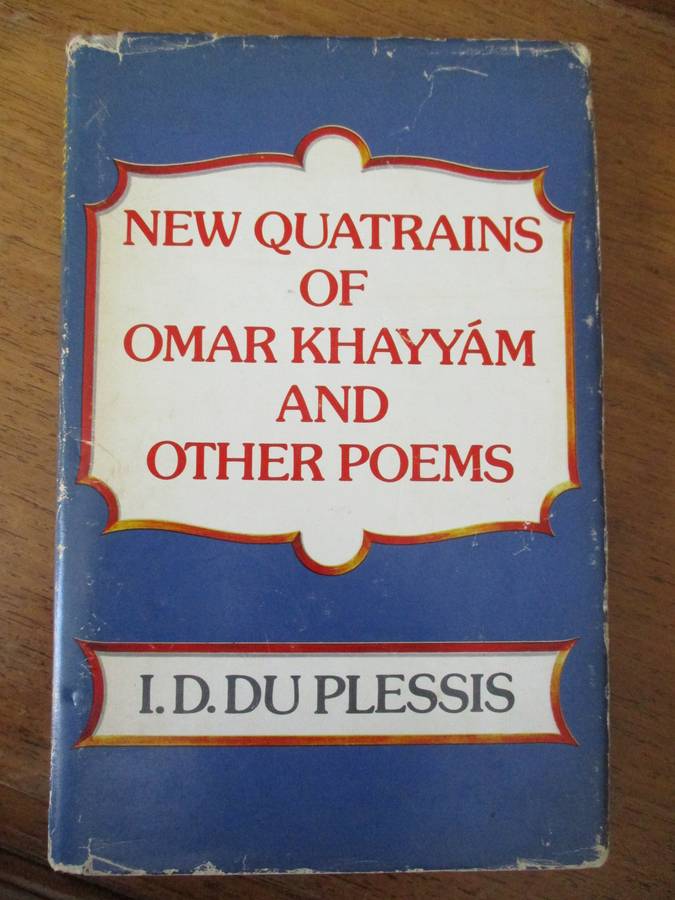 NEW QUATRAINS
OF
OMAR KHAYYÁM
AND
OTHER POEMS
I.D. DU PLESSIS